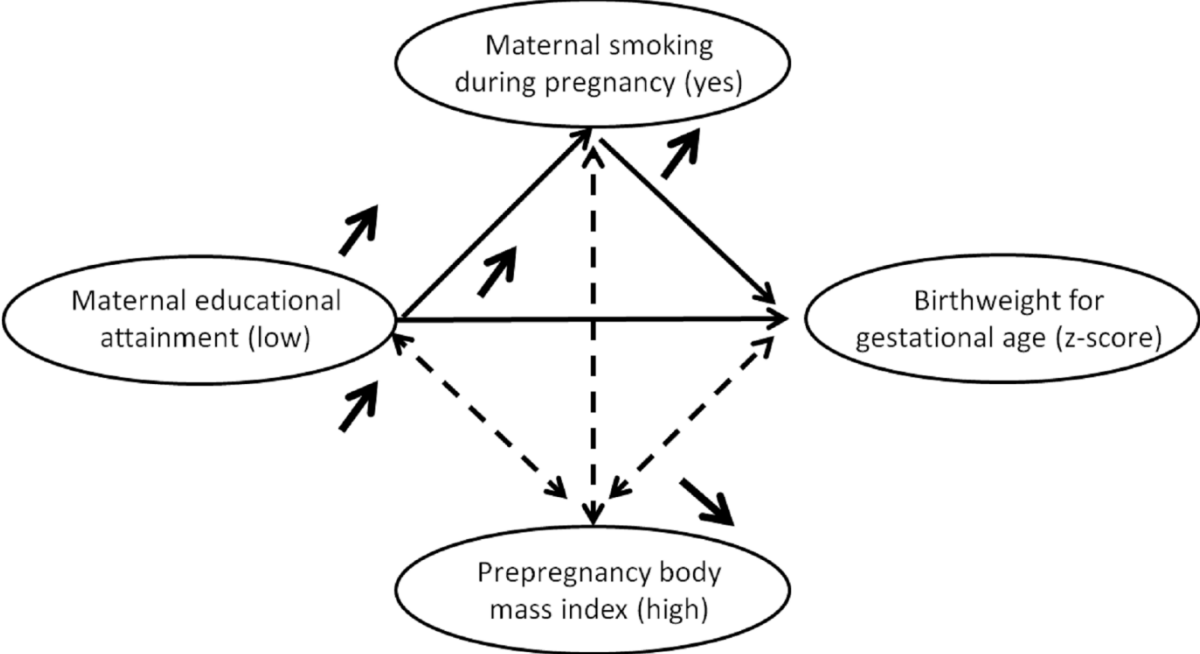 Maternal smoking
during pregnancy (yes)
Maternal educational
attainment (low)
Birthweight for
gestational age (z-score)
Prepregnancy body
mass index (high)